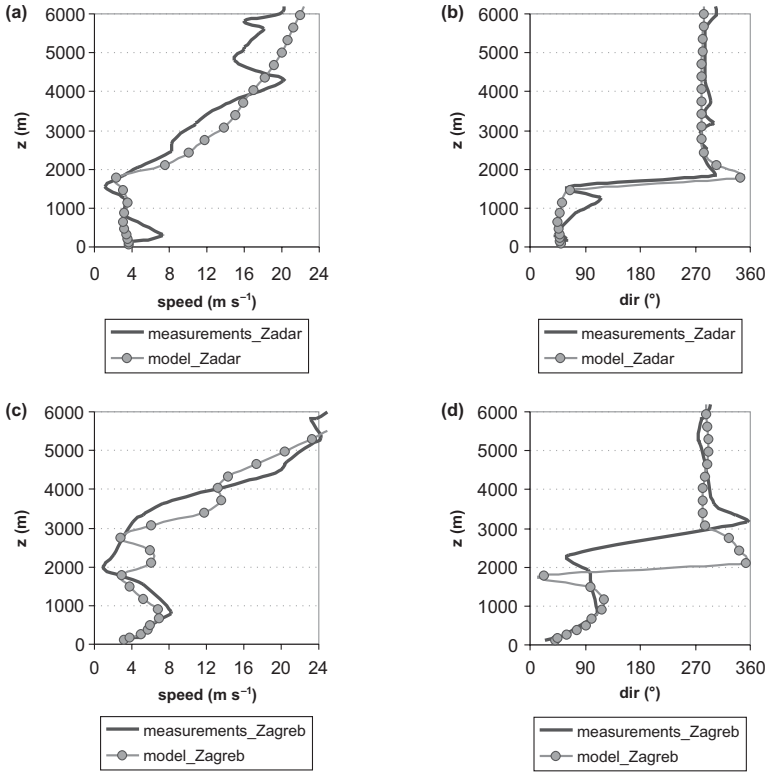 (a)
6000
5000
4000
3000
2000
1000
0
z (m)
0 4 8 12 16 20 24
speed (m s⁻¹)
measurements_Zadar
model_Zadar
(b)
6000
5000
4000
3000
2000
1000
0
z (m)
0 90 180 270 360
dir (°)
measurements_Zadar
model_Zadar
(c)
6000
5000
4000
3000
2000
1000
0
z (m)
0 4 8 12 16 20 24
speed (m s⁻¹)
measurements_Zagreb
model_Zagreb
(d)
6000
5000
4000
3000
2000
1000
0
z (m)
0 90 180 270 360
dir (°)
measurements_Zagreb
model_Zagreb